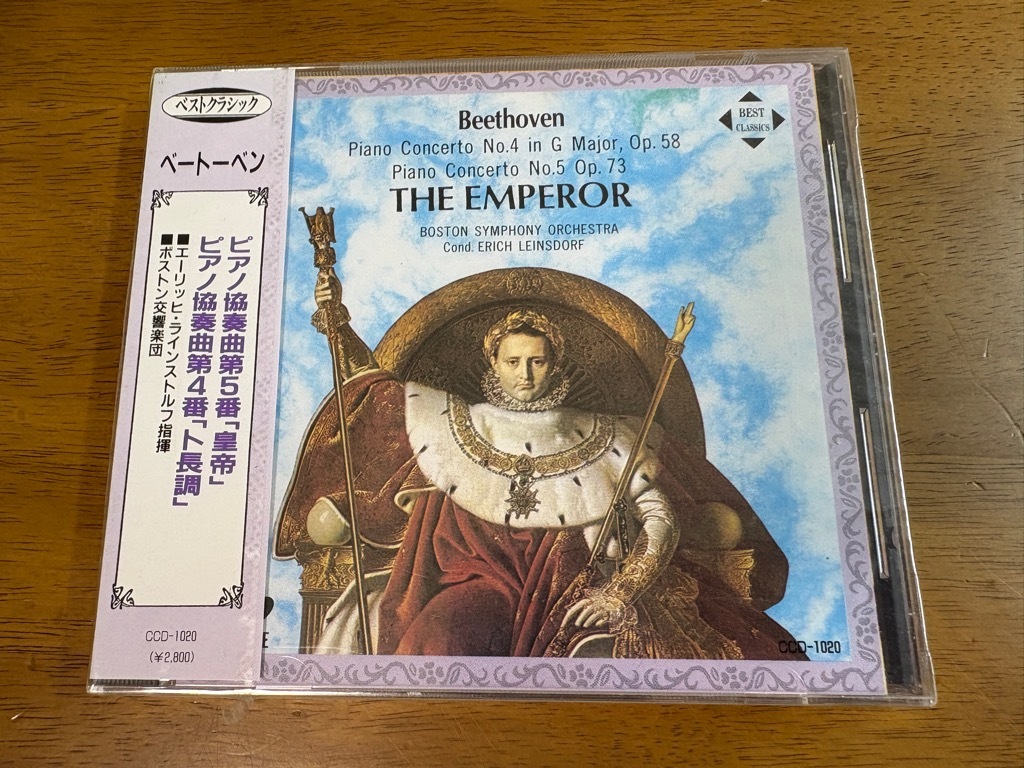 ベストクラシック
ベートーベン
ピアノ協奏曲第5番「皇帝」
ピアノ協奏曲第4番「ト長調」
■エーリッヒ・ラインストルフ指揮
■ボストン交響楽団
CCD-1020
(¥2,800)
Beethoven
Piano Concerto No.4 in G Major, Op. 58
Piano Concerto No.5 Op. 73
THE EMPEROR
BOSTON SYMPHONY ORCHESTRA
Cond. ERICH LEINSDORF
BEST
CLASSICS
CCD-1020